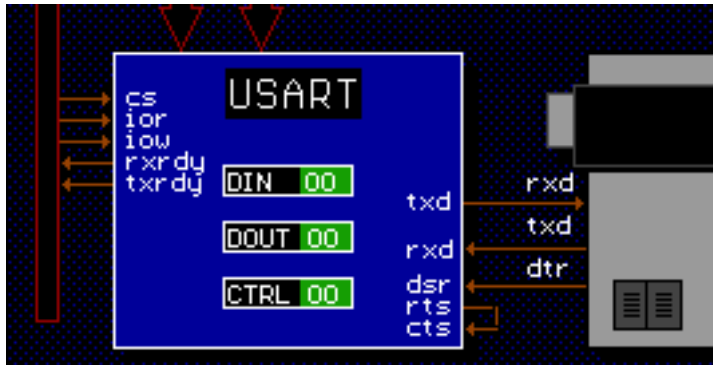 USART
cs
ior
iow
rxrdy
txrdy
DIN 00
DOUT 00
CTRL 00
txd
rxd
dsr
rts
cts
rxd
txd
dtr